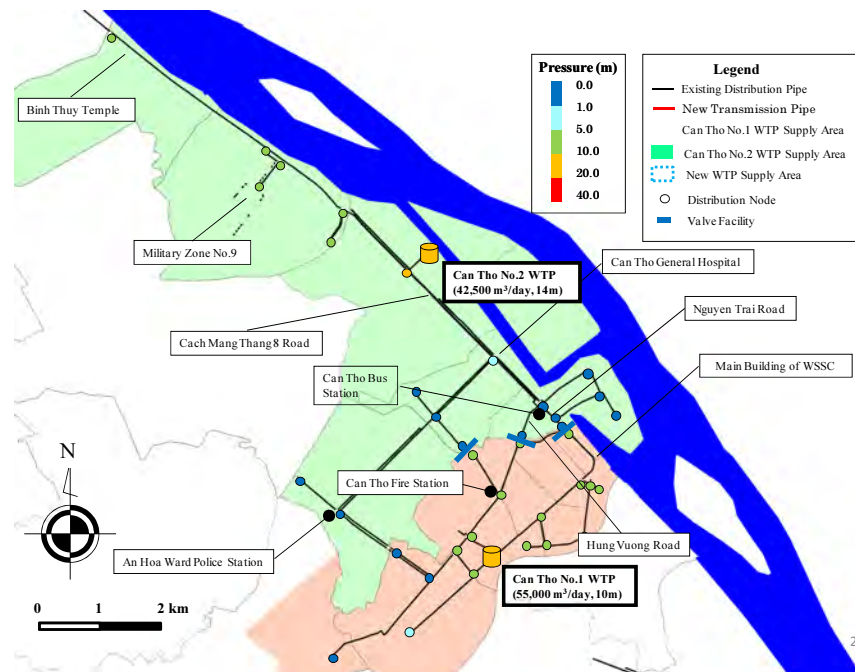 Binh Thuy Temple
Military Zone No.9
Cach Mang Thang 8 Road
Can Tho Bus
Station
Can Tho Fire Station
An Hoa Ward Police Station
N
0 1 2 km
Pressure (m)
0.0
1.0
5.0
10.0
20.0
40.0
Legend
Existing Distribution Pipe
New Transmission Pipe
Can Tho No.1 WTP Supply Area
Can Tho No.2 WTP Supply Area
New WTP Supply Area
Distribution Node
Valve Facility
Can Tho No.2 WTP
(42,500 m³/day, 14m)
Can Tho General Hospital
Nguyen Trai Road
Main Building of WSSC
Hung Vuong Road
Can Tho No.1 WTP
(55,000 m³/day, 10m)
2